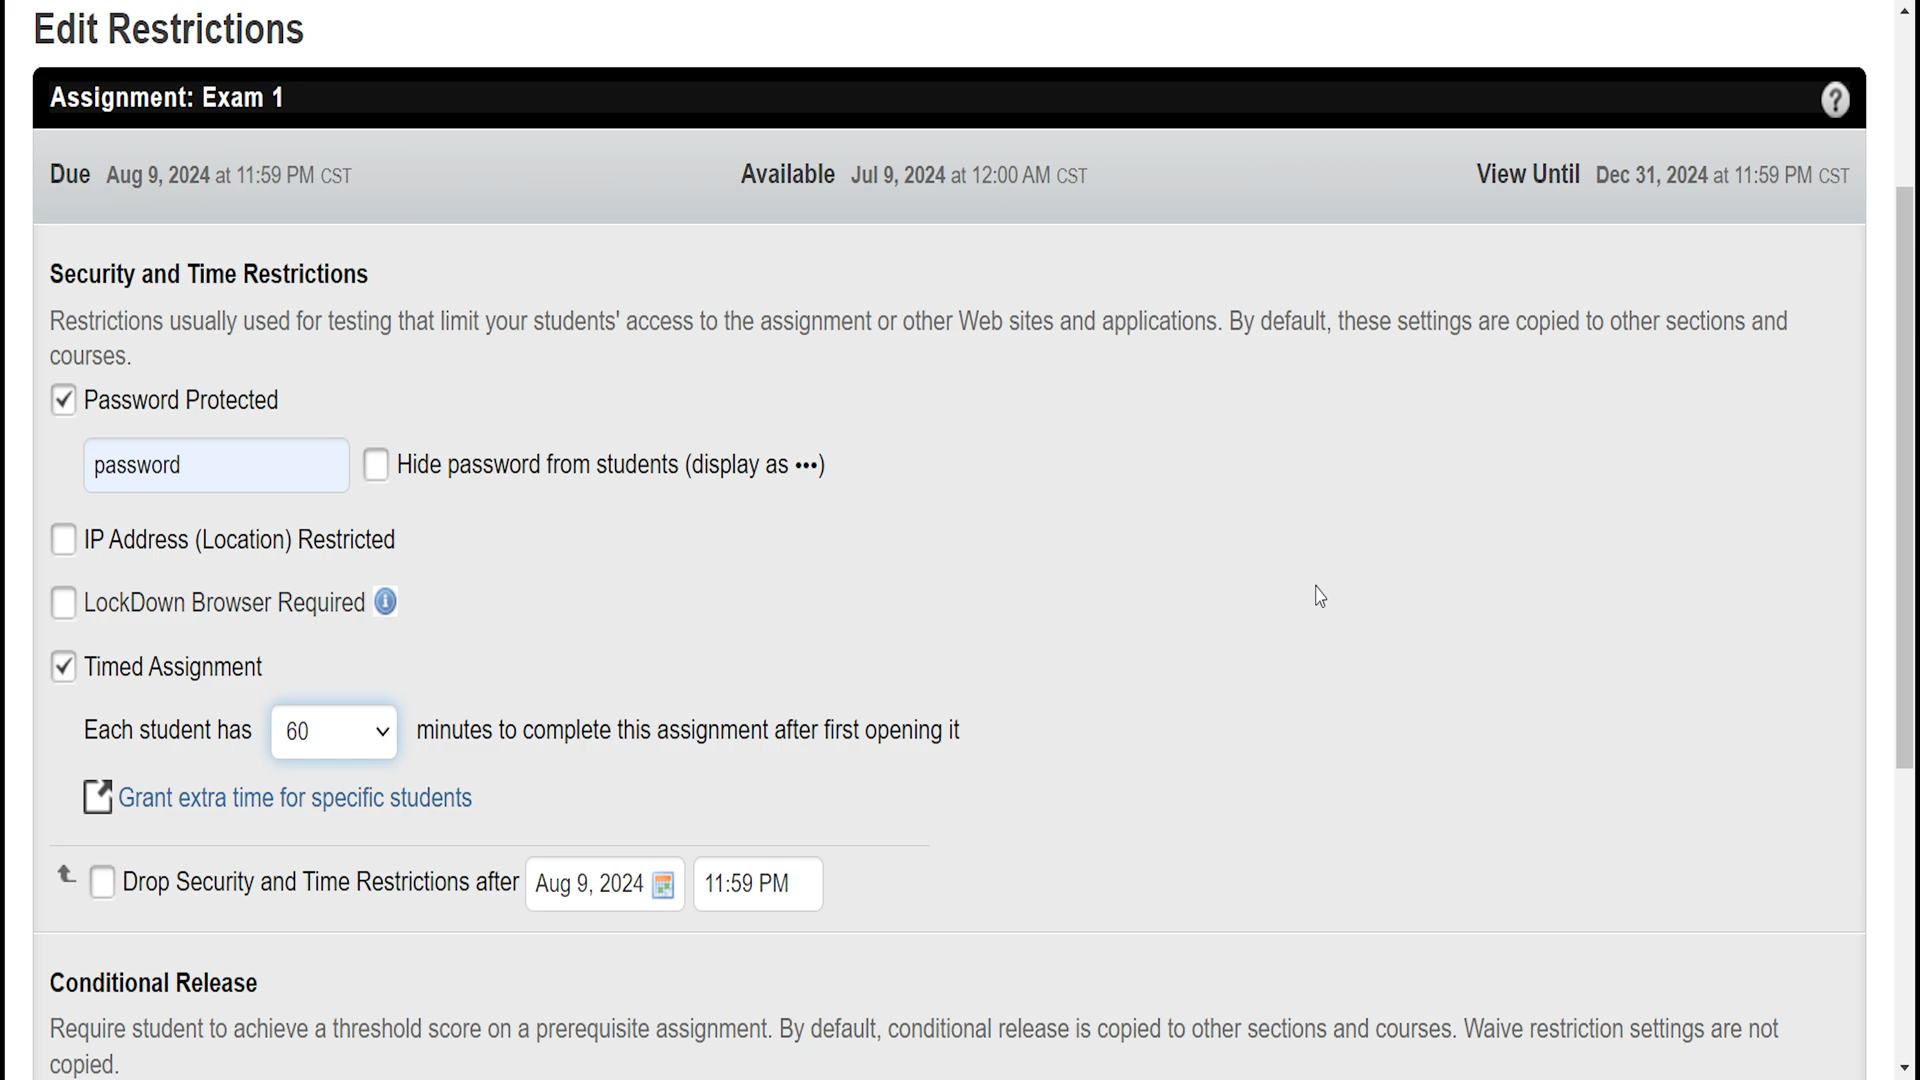 Edit Restrictions
Assignment: Exam 1
?
Due Aug 9, 2024 at 11:59 PM CST
Available Jul 9, 2024 at 12:00 AM CST
View Until Dec 31, 2024 at 11:59 PM CST
Security and Time Restrictions
Restrictions usually used for testing that limit your students' access to the assignment or other Web sites and applications. By default, these settings are copied to other sections and
courses.
Password Protected
password
Hide password from students (display as •••)
IP Address (Location) Restricted
LockDown Browser Required i
Timed Assignment
Each student has 60 minutes to complete this assignment after first opening it
Grant extra time for specific students
Drop Security and Time Restrictions after Aug 9, 2024 11:59 PM
Conditional Release
Require student to achieve a threshold score on a prerequisite assignment. By default, conditional release is copied to other sections and courses. Waive restriction settings are not
copied.